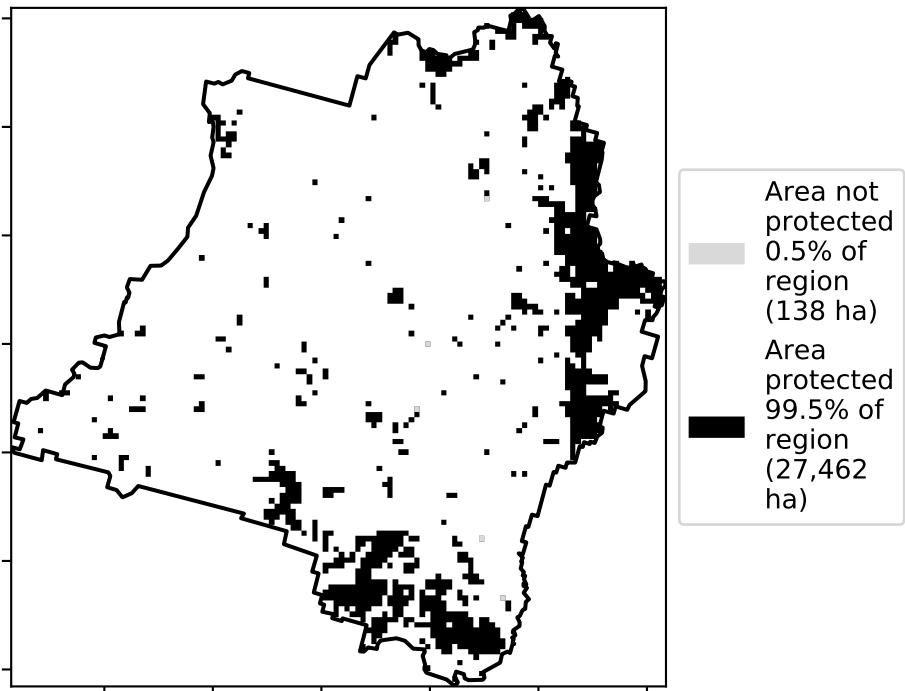 Area not
protected
0.5% of
region
(138 ha)
Area
protected
99.5% of
region
(27,462
ha)